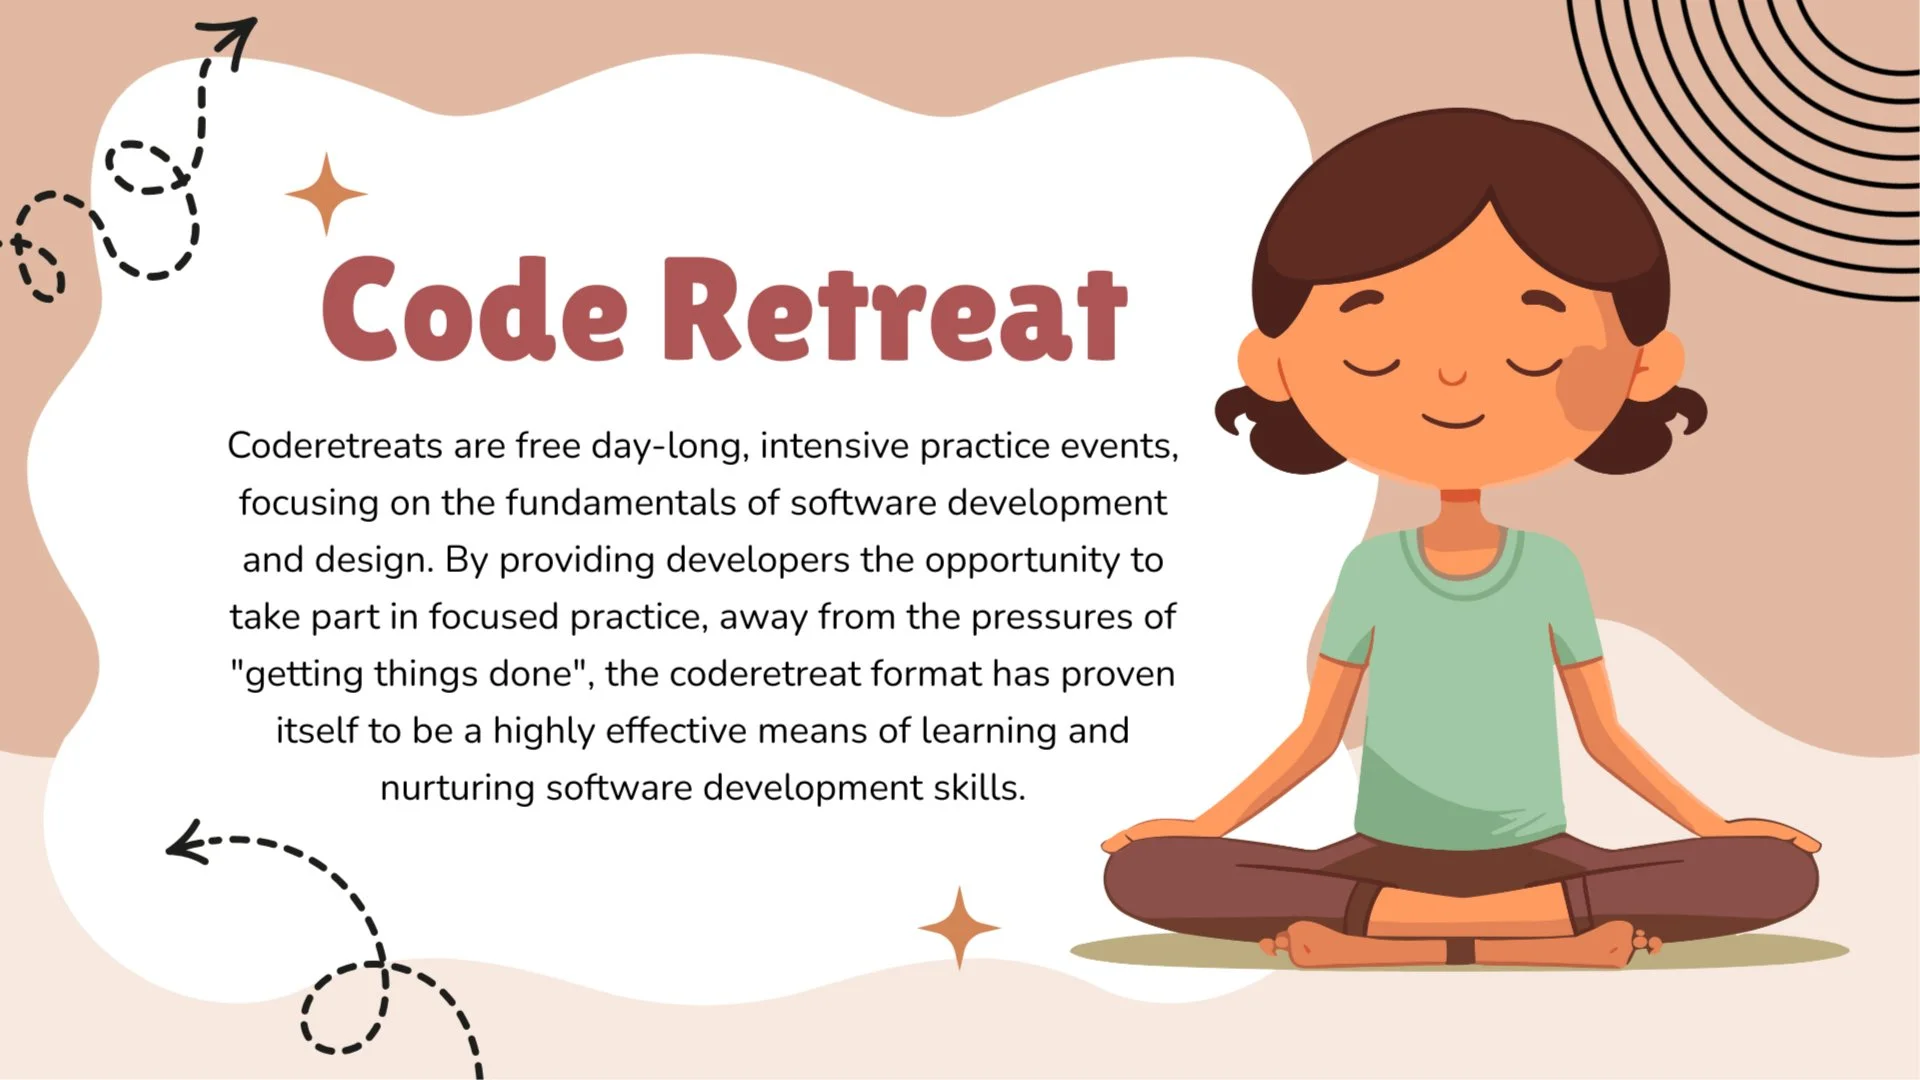 Code Retreat
Coderetreats are free day-long, intensive practice events,
focusing on the fundamentals of software development
and design. By providing developers the opportunity to
take part in focused practice, away from the pressures of
"getting things done", the coderetreat format has proven
itself to be a highly effective means of learning and
nurturing software development skills.